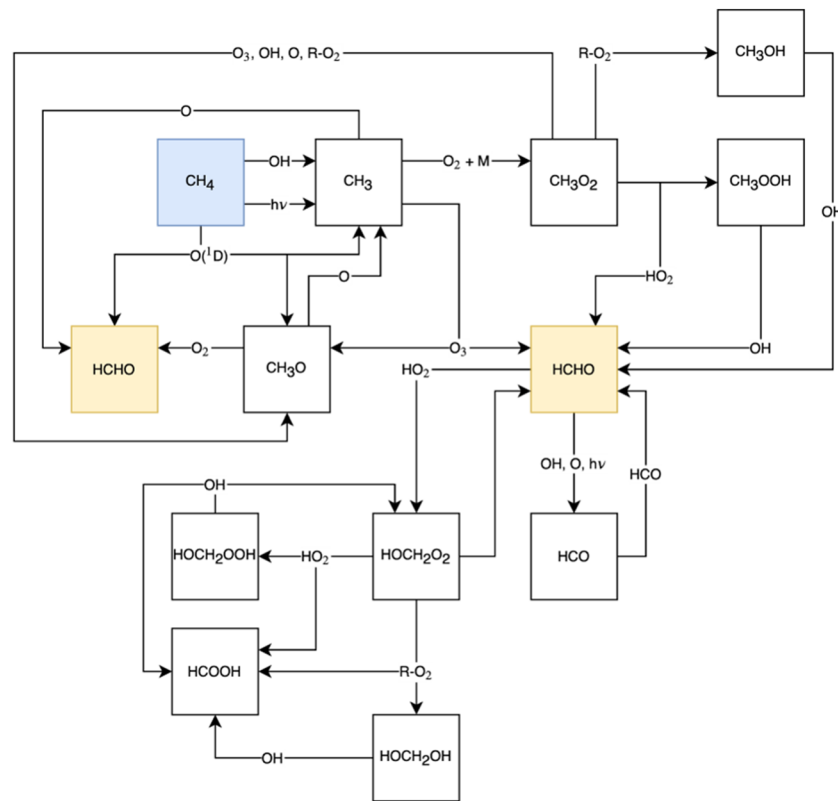 O₃, OH, O, R-O₂
R-O₂
CH₃OH
O
CH₄
OH
hν
CH₃
O₂ + M
CH₃O₂
CH₃OOH
OH
O(¹D)
O
HO₂
HCHO
O₂
CH₃O
O₃
HCHO
OH
HO₂
OH, O, hν
HCO
OH
HOCH₂OOH
HO₂
HOCH₂O₂
HCO
HCOOH
R-O₂
OH
HOCH₂OH